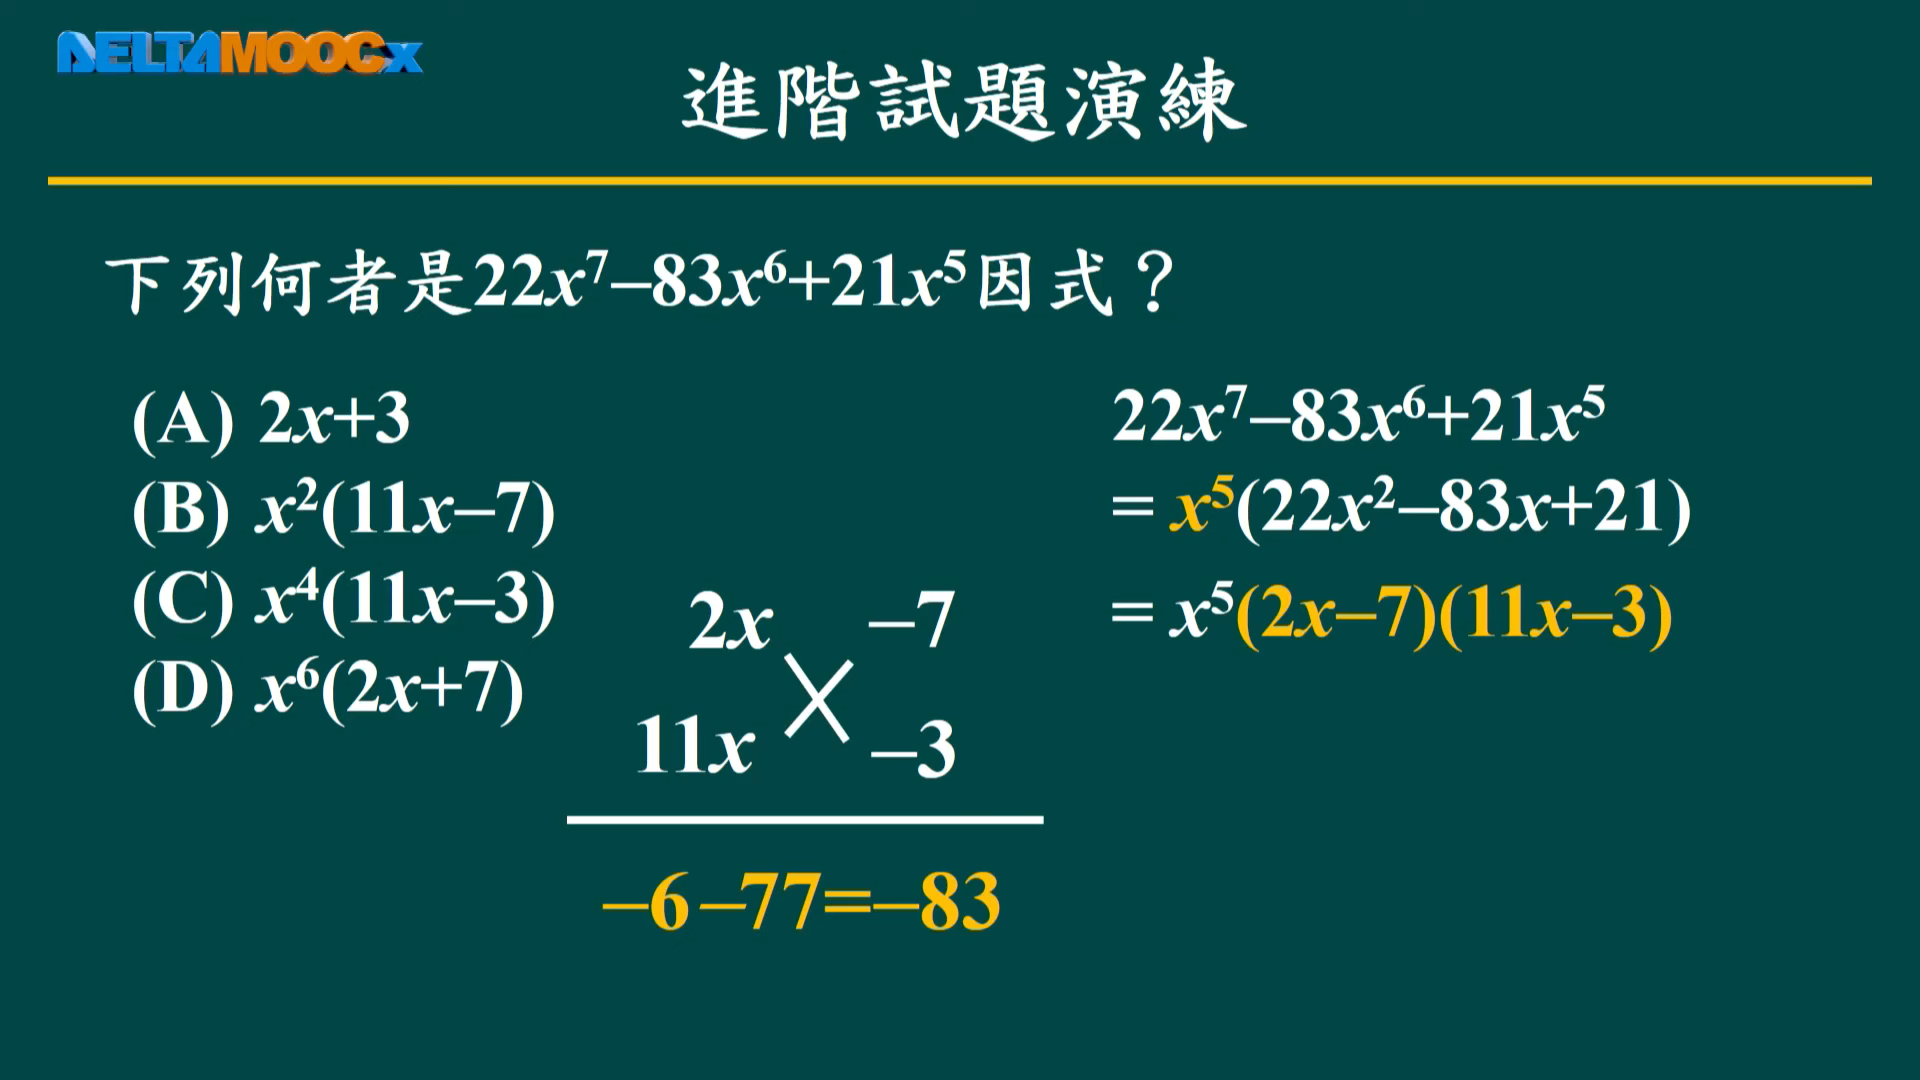 DELTAMOOCx
進階試題演練
下列何者是22x⁷–83x⁶+21x⁵因式？
(A) 2x+3
(B) x²(11x–7)
(C) x⁴(11x–3)
(D) x⁶(2x+7)
2x –7
11x –3
–6–77=–83
22x⁷–83x⁶+21x⁵
= x⁵(22x²–83x+21)
= x⁵(2x–7)(11x–3)